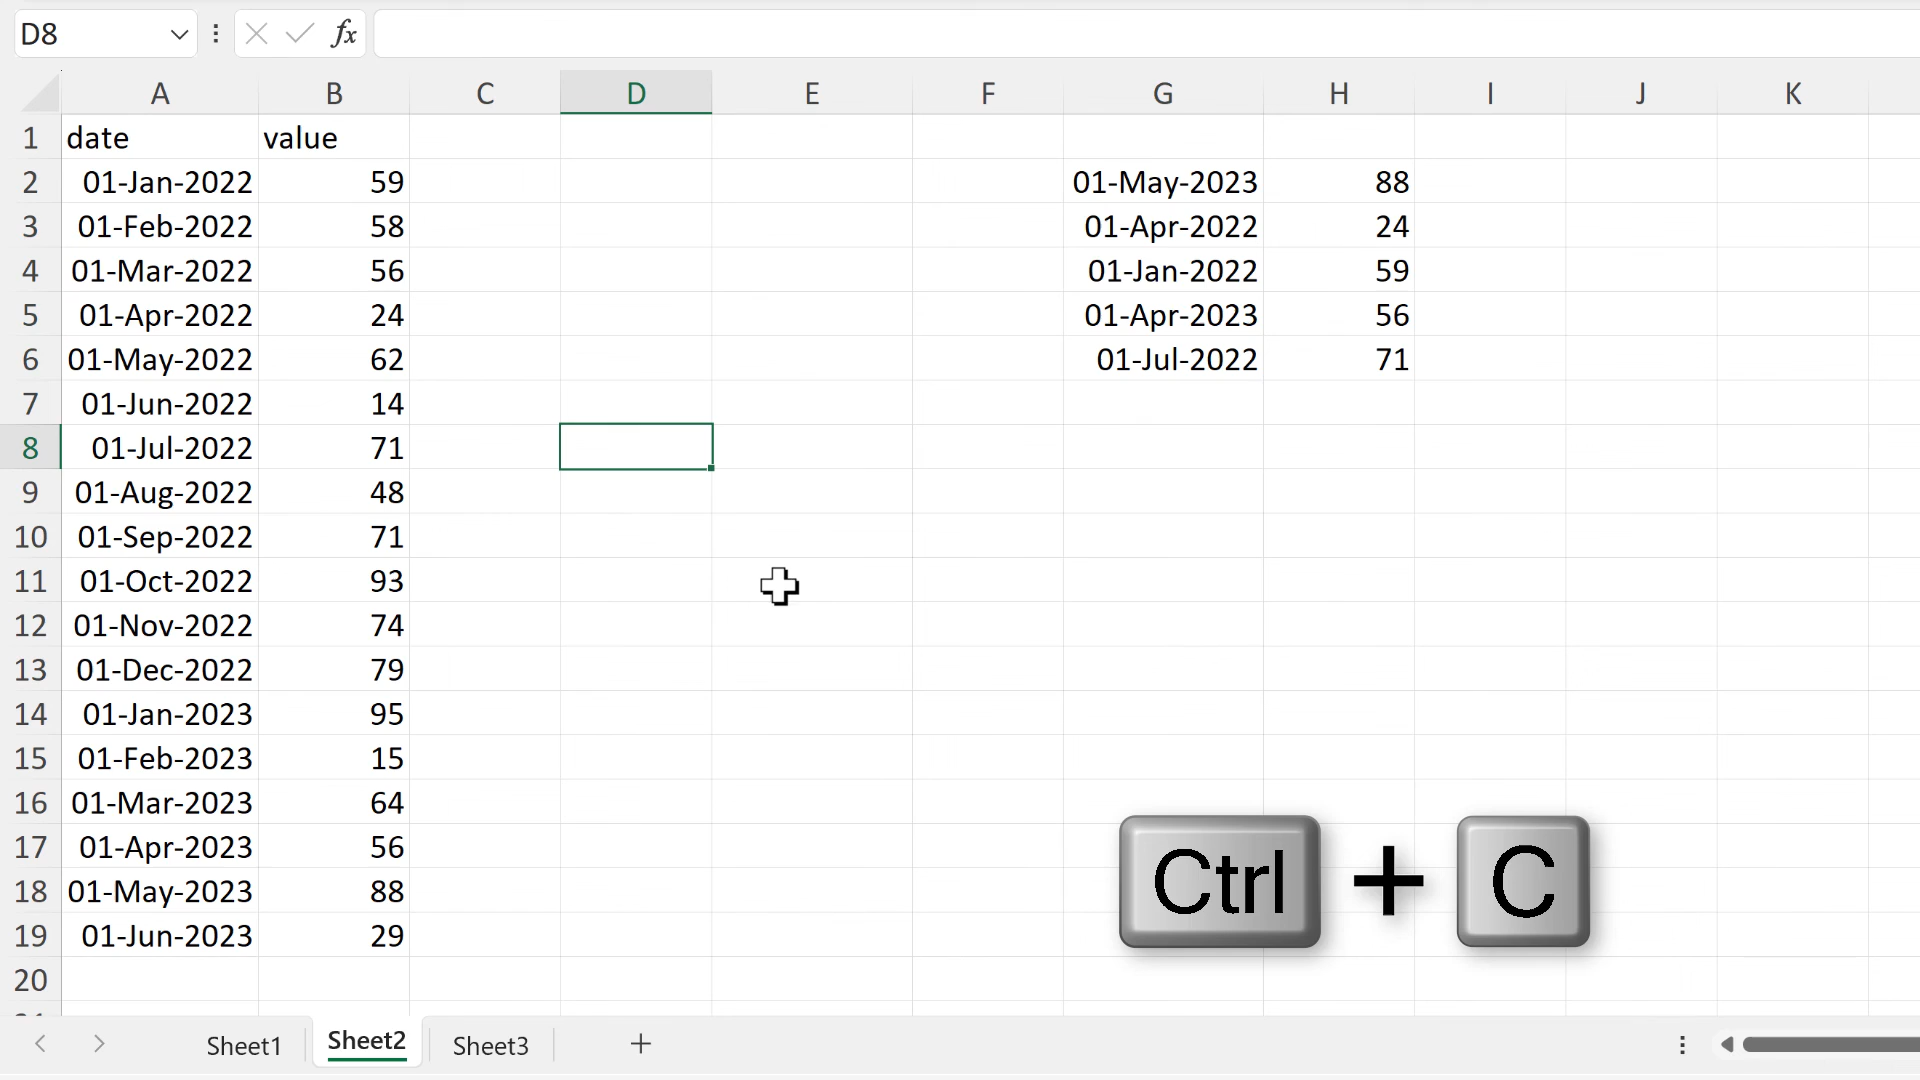 D8 fx
A B C D E F G H I J K
1 date value
2 01-Jan-2022 59 01-May-2023 88
3 01-Feb-2022 58 01-Apr-2022 24
4 01-Mar-2022 56 01-Jan-2022 59
5 01-Apr-2022 24 01-Apr-2023 56
6 01-May-2022 62 01-Jul-2022 71
7 01-Jun-2022 14
8 01-Jul-2022 71
9 01-Aug-2022 48
10 01-Sep-2022 71
11 01-Oct-2022 93
12 01-Nov-2022 74
13 01-Dec-2022 79
14 01-Jan-2023 95
15 01-Feb-2023 15
16 01-Mar-2023 64
17 01-Apr-2023 56
18 01-May-2023 88
19 01-Jun-2023 29
20
Ctrl + C
Sheet1 Sheet2 Sheet3 +